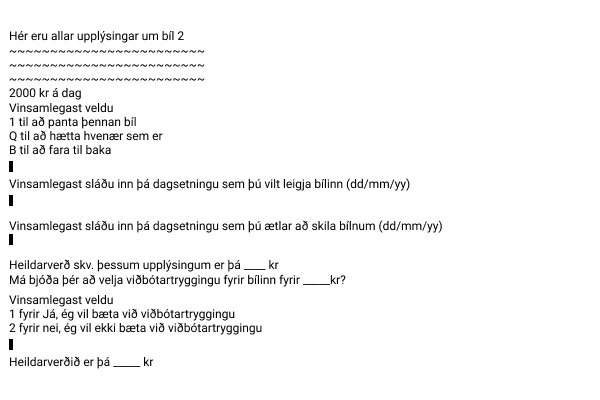 Hér eru allar upplýsingar um bíl 2
~~~~~~~~~~~~~~~~~~~~~~~~
~~~~~~~~~~~~~~~~~~~~~~~~
~~~~~~~~~~~~~~~~~~~~~~~~
2000 kr á dag
Vinsamlegast veldu
1 til að panta þennan bíl
Q til að hætta hvenær sem er
B til að fara til baka
Vinsamlegast sláðu inn þá dagsetningu sem þú vilt leigja bílinn (dd/mm/yy)
Vinsamlegast sláðu inn þá dagsetningu sem þú ætlar að skila bílnum (dd/mm/yy)
Heildarverð skv. þessum upplýsingum er þá ____ kr
Má bjóða þér að velja viðbótartryggingu fyrir bílinn fyrir _____kr?
Vinsamlegast veldu
1 fyrir Já, ég vil bæta við viðbótartryggingu
2 fyrir nei, ég vil ekki bæta við viðbótartryggingu
Heildarverðið er þá _____ kr